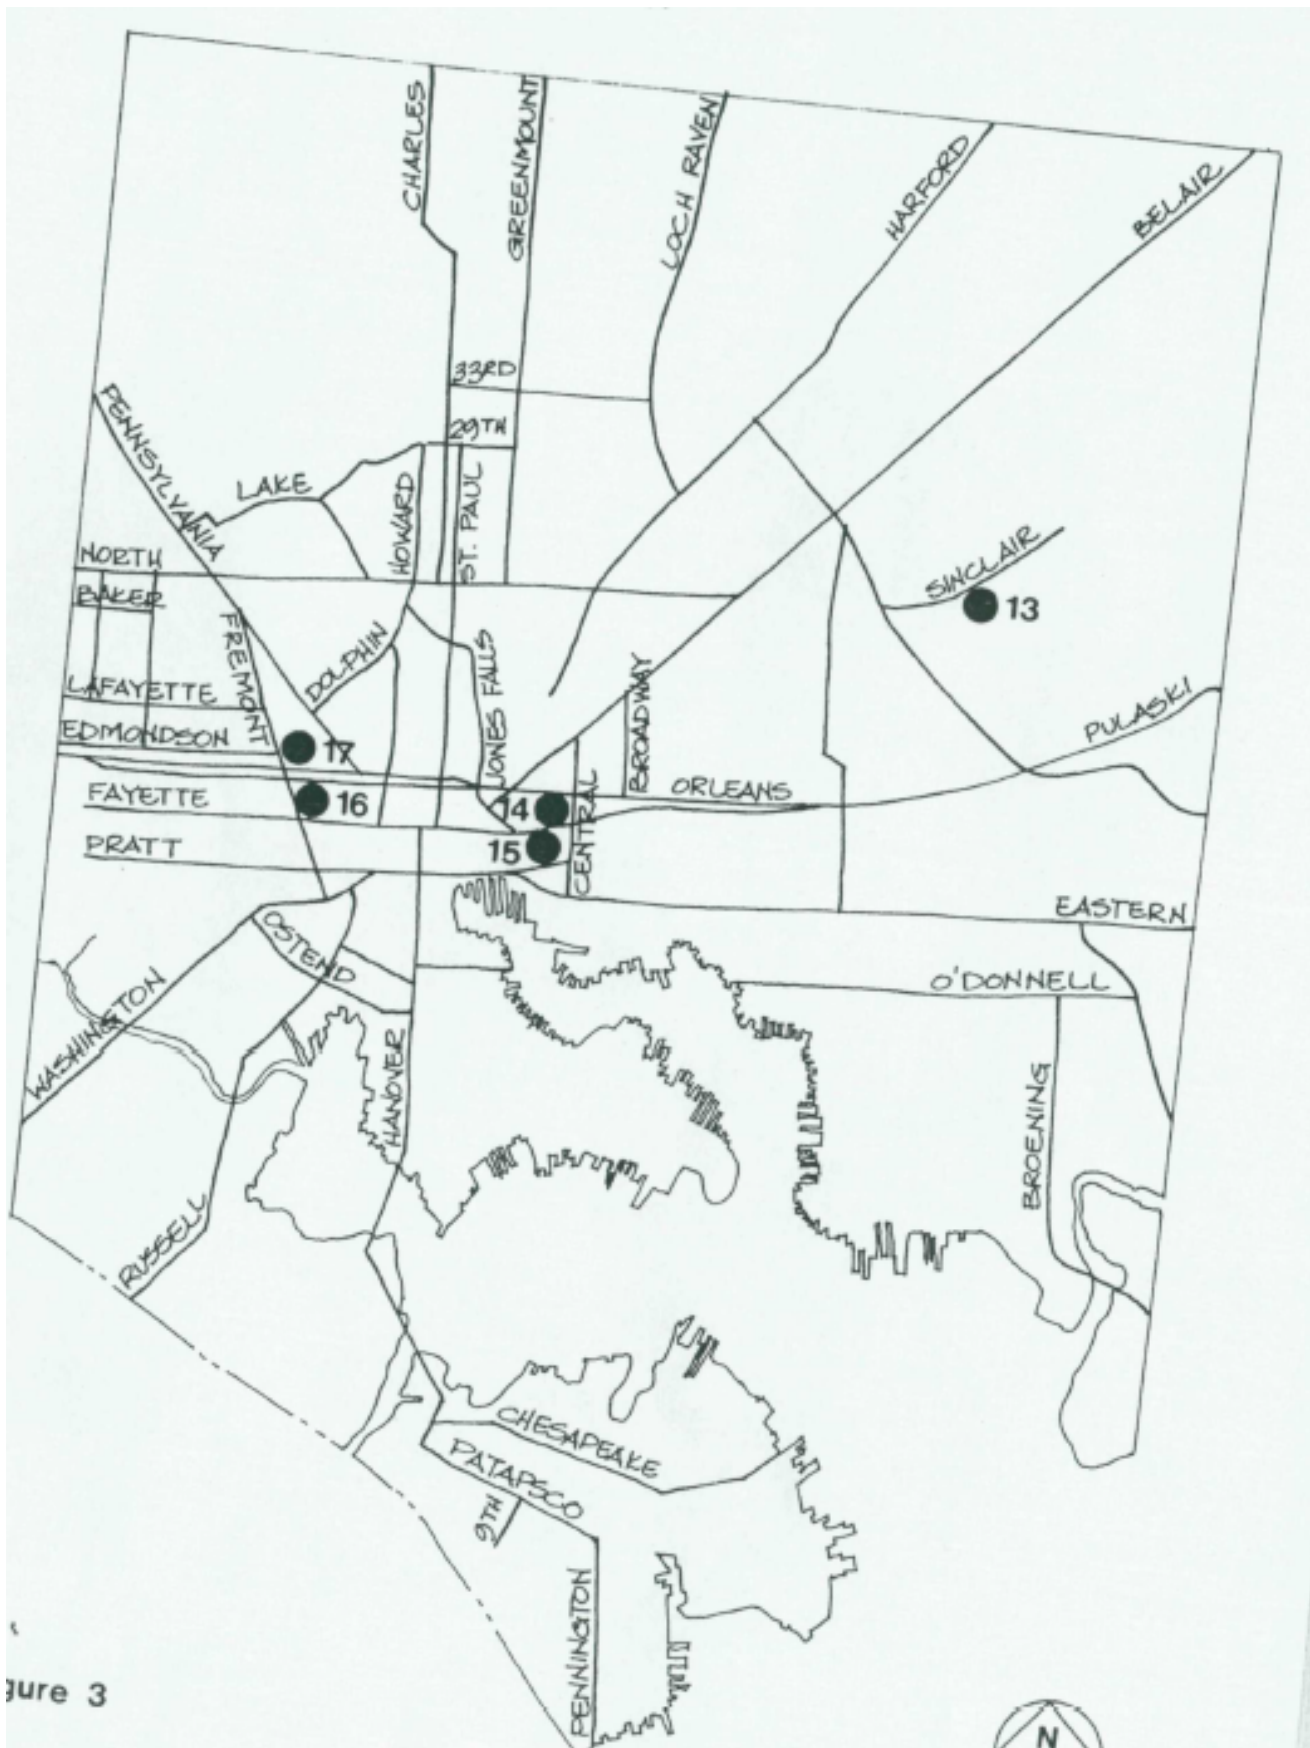 CHARLES
GREENMOUNT
LOCH RAVEN
HARFORD
BELAIR
33RD
29TH
PENNSYLVANIA
LAKE
HOWARD
ST. PAUL
NORTH
BAKER
SINCLAIR
13
FREMONT
DOLPHIN
JONES FALLS
BROADWAY
LAFAYETTE
EDMONDSON
17
PULASKI
FAYETTE
16
14
CENTRAL
ORLEANS
PRATT
15
EASTERN
OSTEND
O'DONNELL
WASHINGTON
HANOVER
BROENING
RUSSELL
CHESAPEAKE
PATAPSCO
9TH
PENNINGTON
gure 3
N